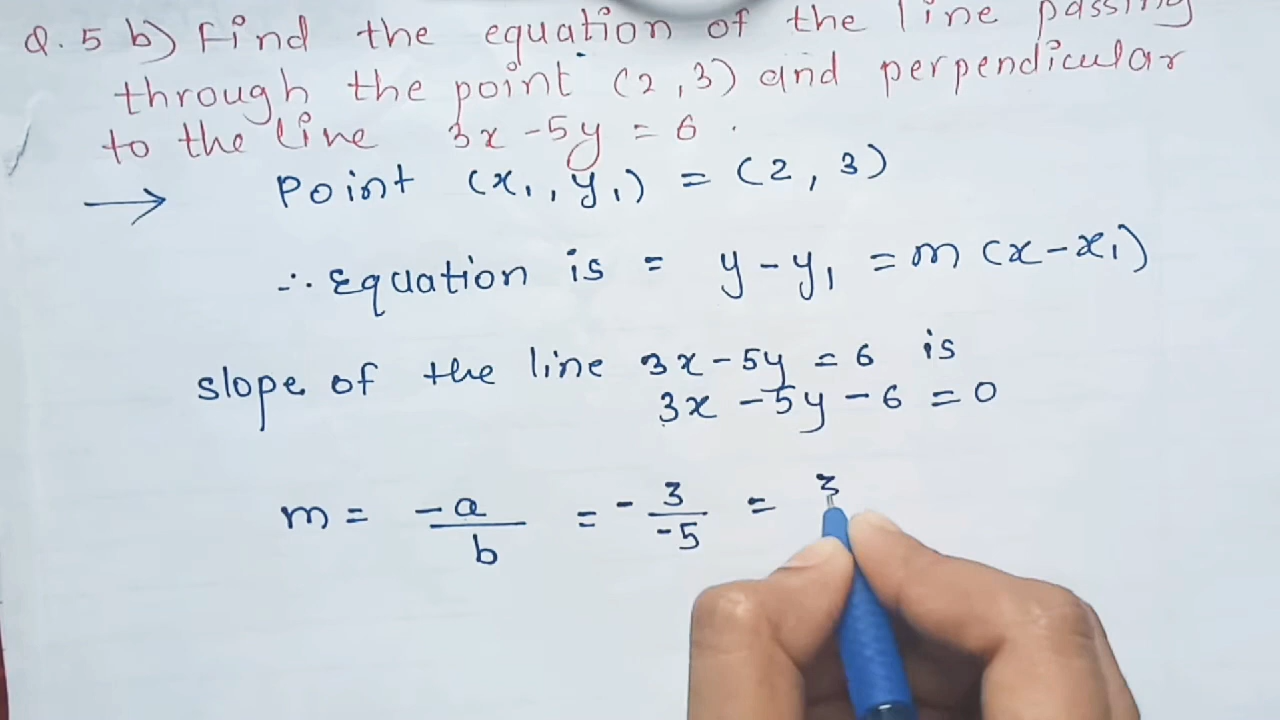 Q. 5 b) Find the equation of the line passing
through the point (2, 3) and perpendicular
to the line 3x - 5y = 6 .
→ Point (x₁, y₁) = (2, 3)
∴ Equation is = y - y₁ = m (x - x₁)
slope of the line 3x - 5y = 6 is
3x - 5y - 6 = 0
m = -a/b = - 3/-5 = 3